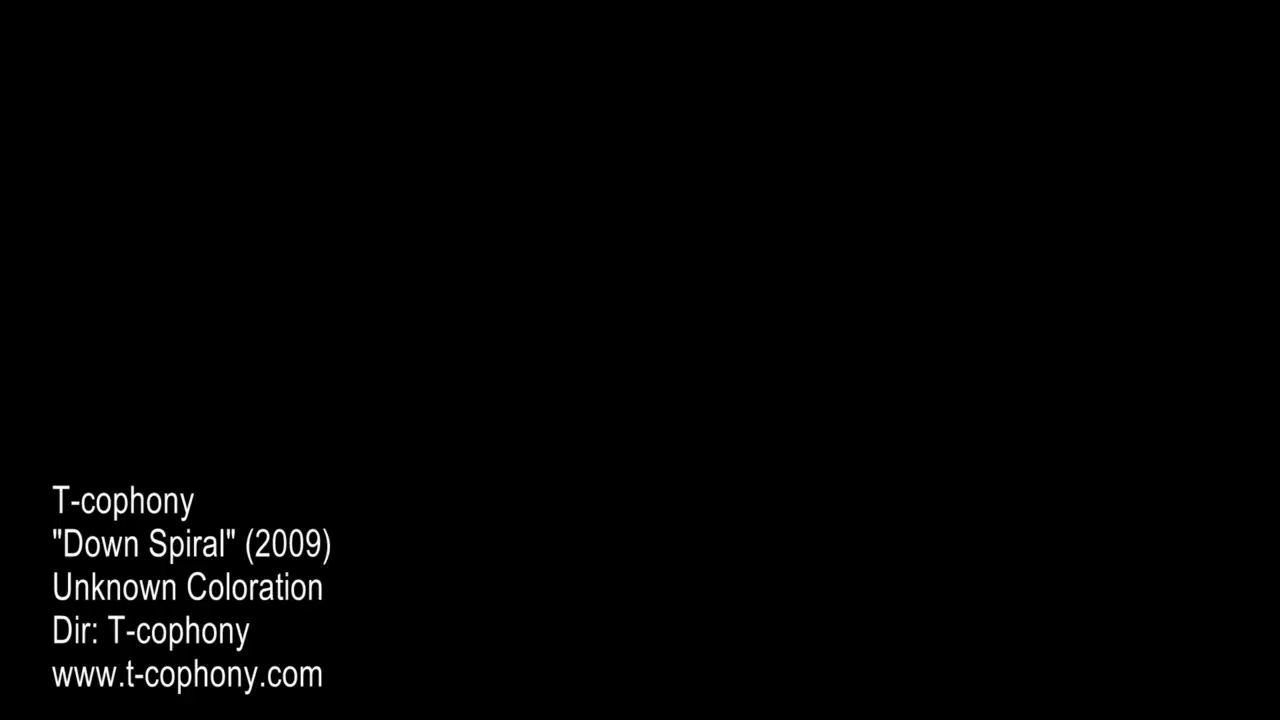 T-cophony
"Down Spiral" (2009)
Unknown Coloration
Dir: T-cophony
www.t-cophony.com